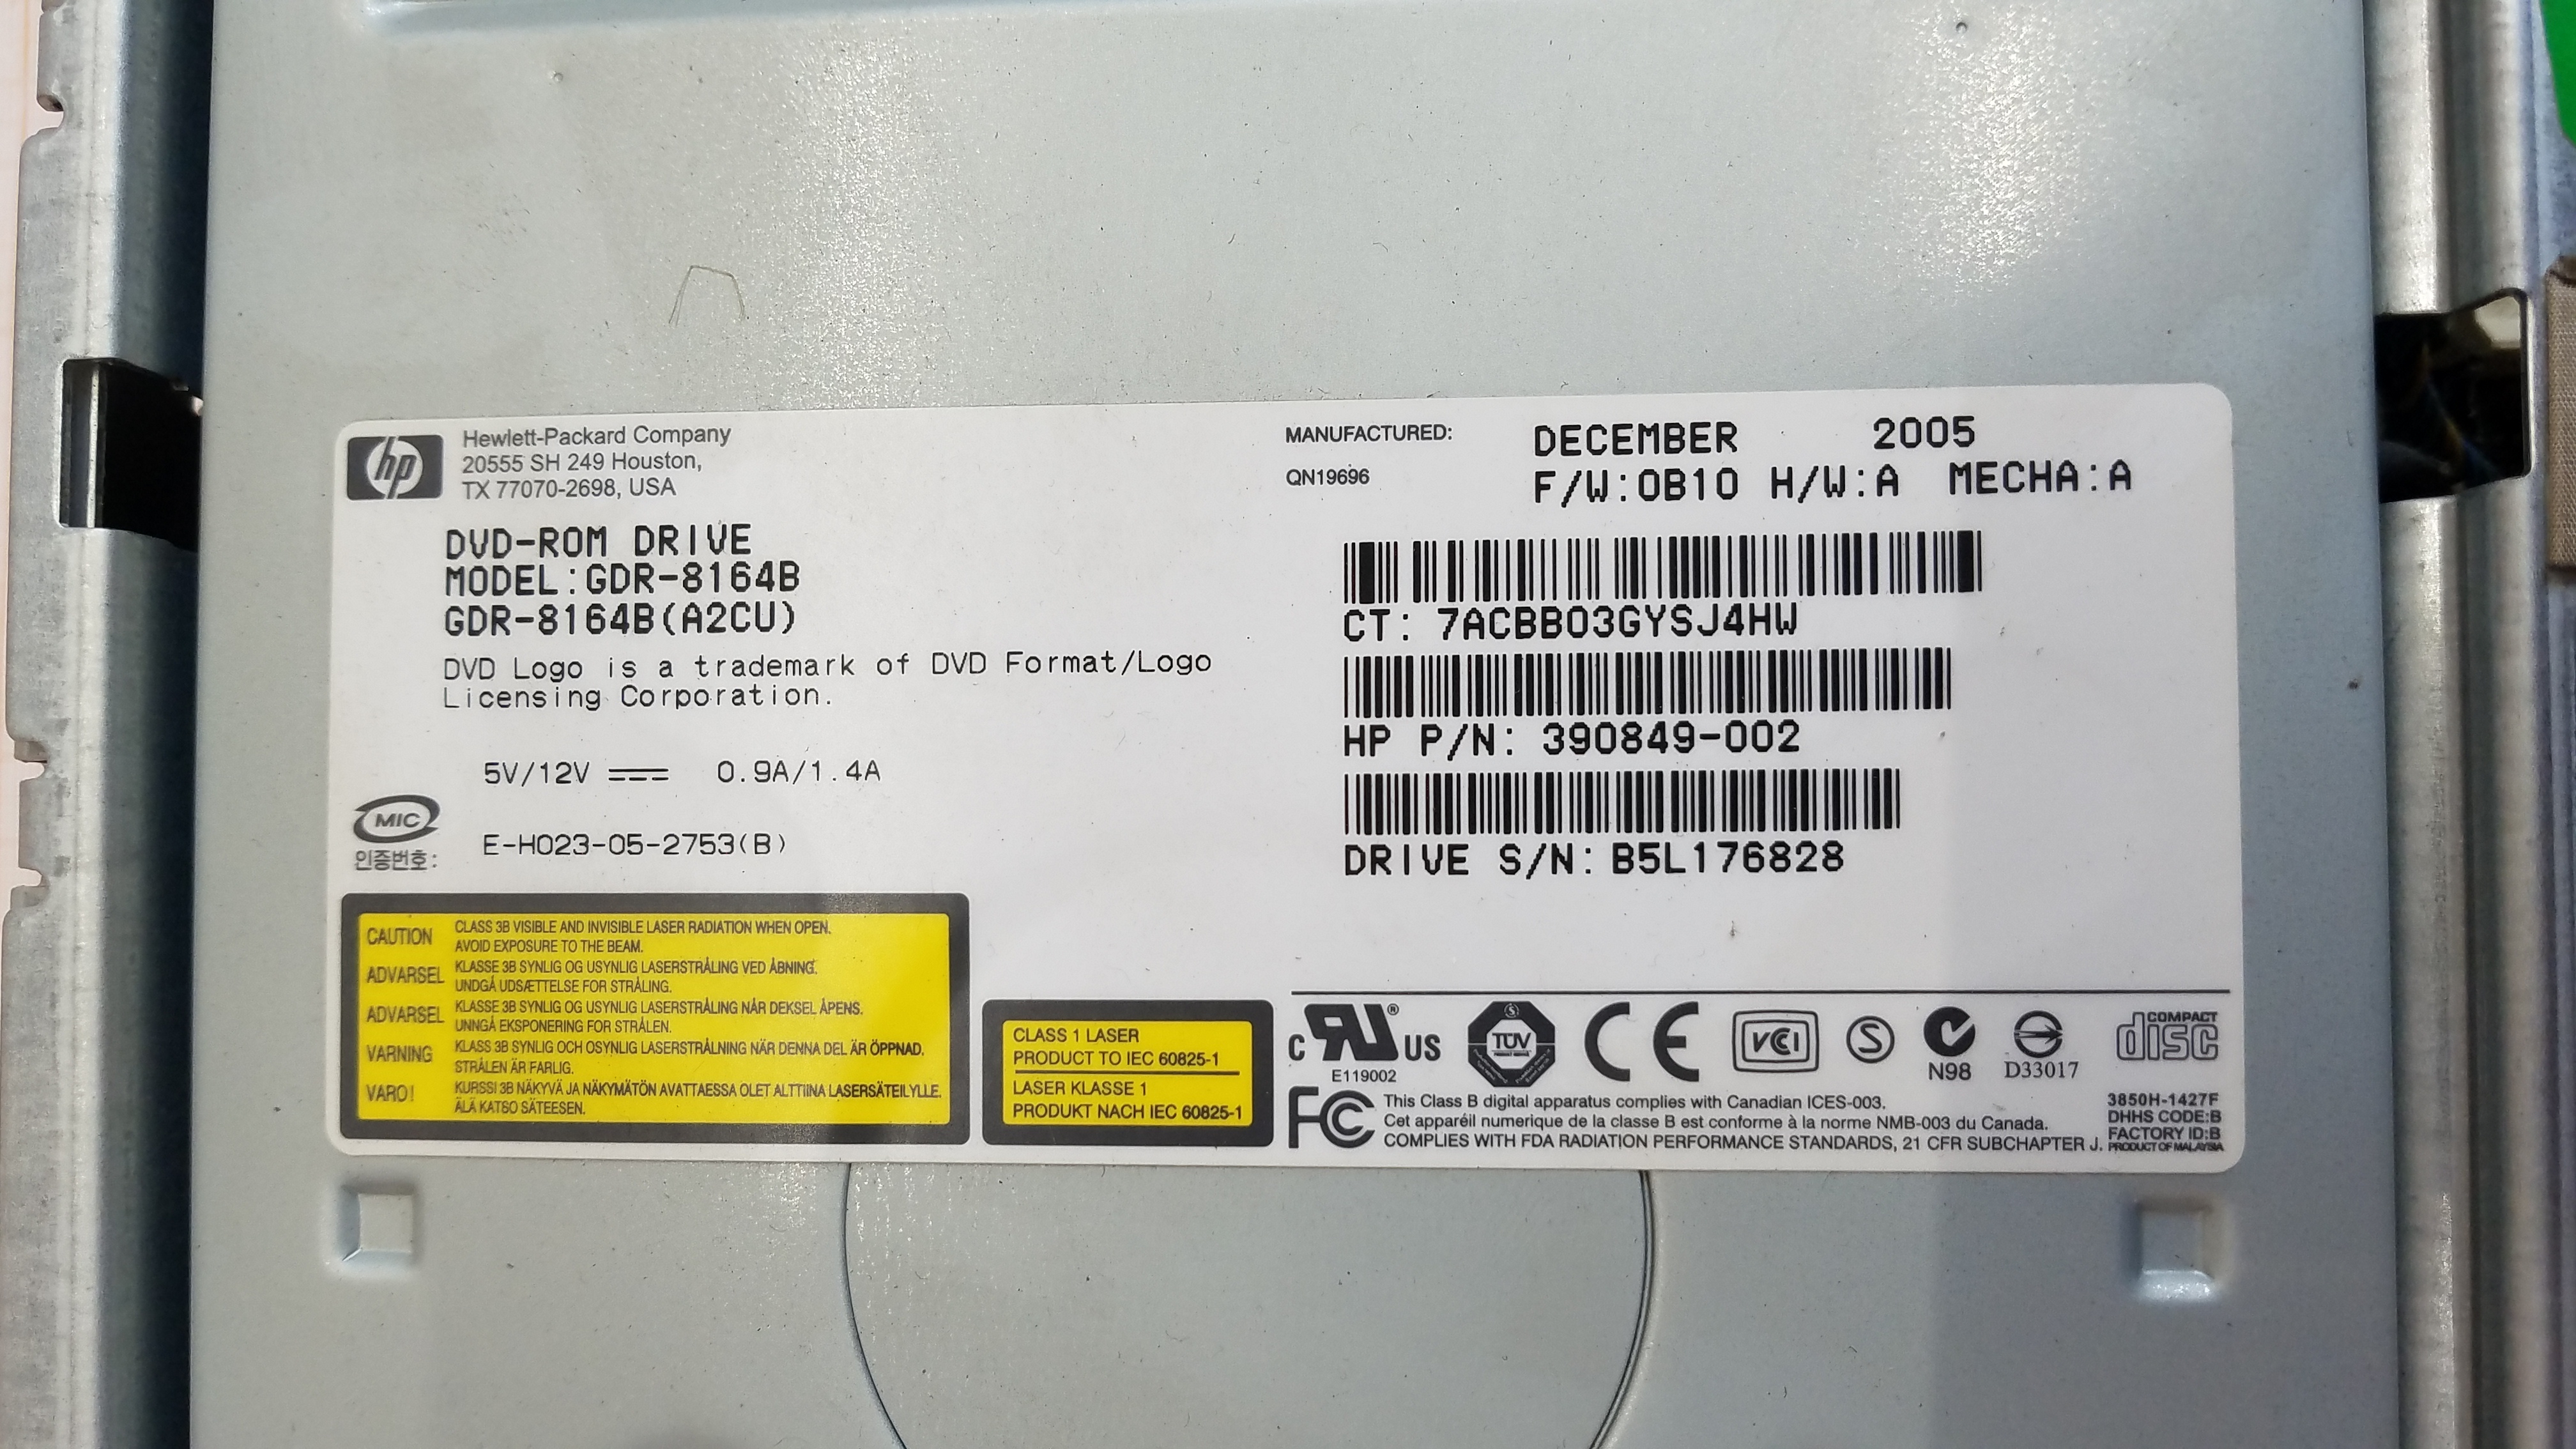 hp
Hewlett-Packard Company
20555 SH 249 Houston,
TX 77070-2698, USA
MANUFACTURED: DECEMBER 2005
QN19696 F/W:0B10 H/W:A MECHA:A
DVD-ROM DRIVE
MODEL:GDR-8164B
GDR-8164B(A2CU)
DVD Logo is a trademark of DVD Format/Logo
Licensing Corporation.
5V/12V 0.9A/1.4A
MIC
인증번호: E-H023-05-2753(B)
CT: 7ACBB03GYSJ4HW
HP P/N: 390849-002
DRIVE S/N: B5L176828
CAUTION CLASS 3B VISIBLE AND INVISIBLE LASER RADIATION WHEN OPEN.
AVOID EXPOSURE TO THE BEAM.
ADVARSEL KLASSE 3B SYNLIG OG USYNLIG LASERSTRÅLING VED ÅBNING.
UNDGÅ UDSÆTTELSE FOR STRÅLING.
ADVARSEL KLASSE 3B SYNLIG OG USYNLIG LASERSTRÅLING NÅR DEKSEL ÅPENS.
UNNGÅ EKSPONERING FOR STRÅLEN.
VARNING KLASS 3B SYNLIG OCH OSYNLIG LASERSTRÅLNING NÄR DENNA DEL ÄR ÖPPNAD.
STRÅLEN ÄR FARLIG.
VARO! KURSSI 3B NÄKYVÄ JA NÄKYMÄTÖN AVATTAESSA OLET ALTTIINA LASERSÄTEILYLLE.
ÄLÄ KATSO SÄTEESEN.
CLASS 1 LASER
PRODUCT TO IEC 60825-1
LASER KLASSE 1
PRODUKT NACH IEC 60825-1
C RU® US
E119002
TÜV
CE
VCI
S
N98
D33017
COMPACT
disc
FC
This Class B digital apparatus complies with Canadian ICES-003.
Cet apparéil numerique de la classe B est conforme à la norme NMB-003 du Canada.
COMPLIES WITH FDA RADIATION PERFORMANCE STANDARDS, 21 CFR SUBCHAPTER J.
3850H-1427F
DHHS CODE:B
FACTORY ID:B
PRODUCT OF MALAYSIA